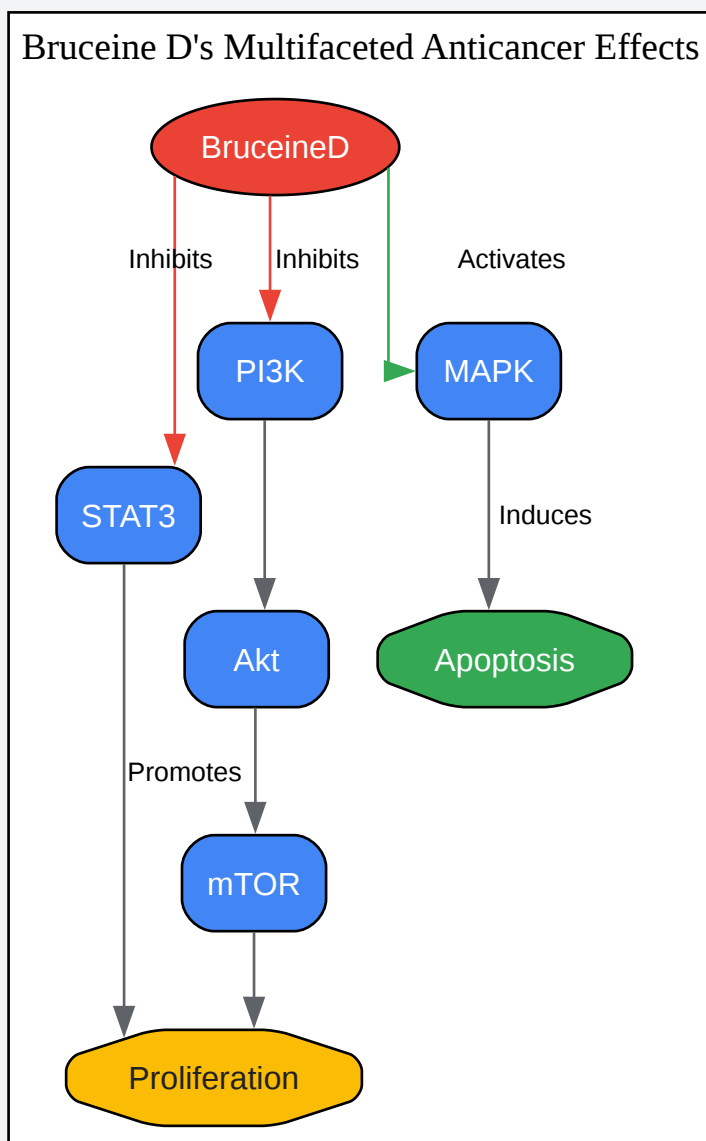 Bruceine D's Multifaceted Anticancer Effects
BruceineD
Inhibits
Inhibits
Activates
PI3K
MAPK
STAT3
Induces
Akt
Apoptosis
Promotes
mTOR
Proliferation